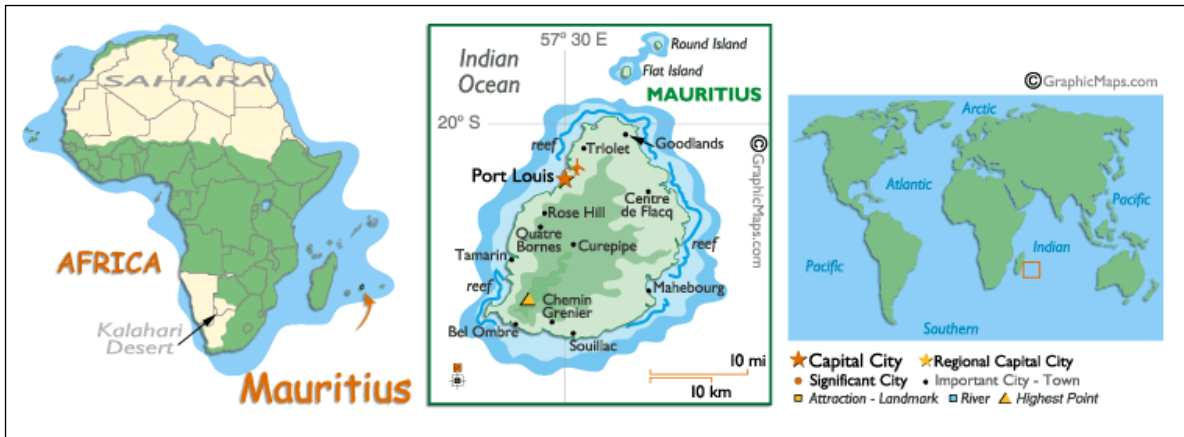 SAHARA
AFRICA
Kalahari
Desert
Mauritius
57º 30 E
Indian
Ocean
Round Island
Flat Island
MAURITIUS
20º S
reef
Triolet
Goodlands
Port Louis
Centre
de Flacq
Rose Hill
Quatre
Bornes
Curepipe
reef
Tamarin
reef
Mahebourg
Chemin
Grenier
Bel Ombre
Souillac
N
10 mi
10 km
©GraphicMaps.com
©GraphicMaps.com
Arctic
Atlantic
Pacific
Indian
Pacific
Southern
Capital City
Regional Capital City
Significant City
Important City - Town
Attraction - Landmark
River
Highest Point